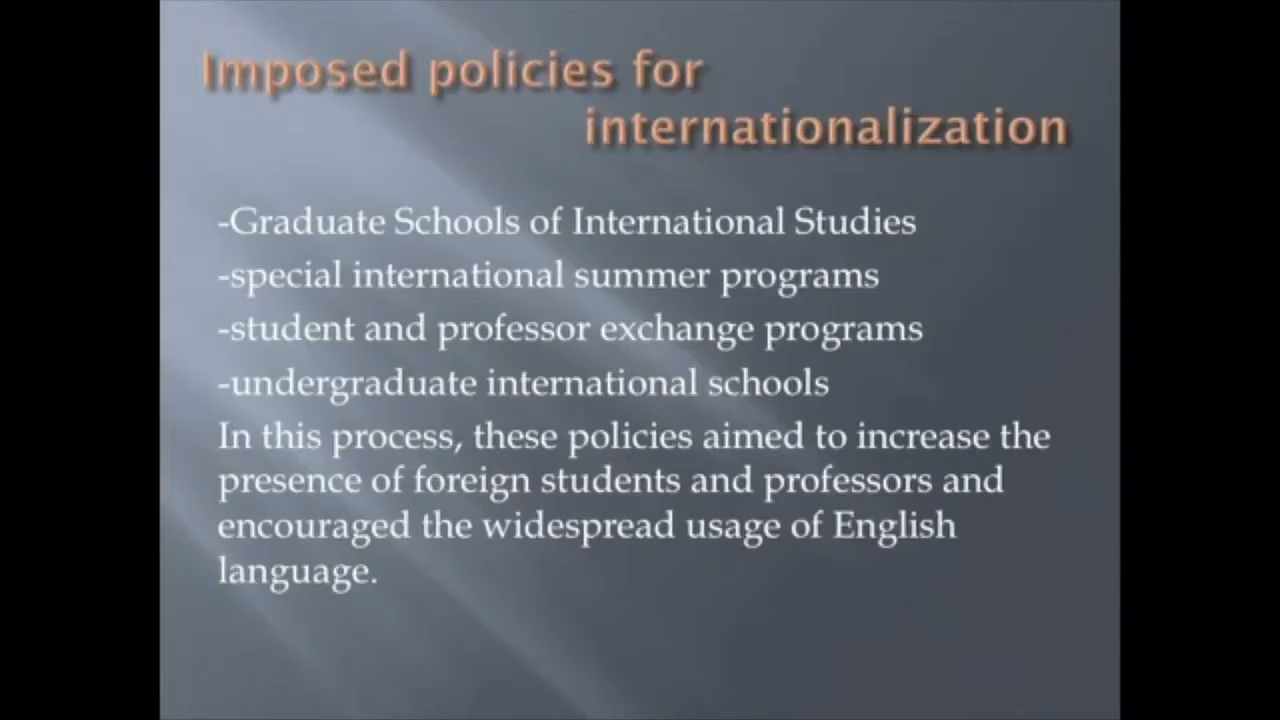 Imposed policies for
internationalization
-Graduate Schools of International Studies
-special international summer programs
-student and professor exchange programs
-undergraduate international schools
In this process, these policies aimed to increase the
presence of foreign students and professors and
encouraged the widespread usage of English
language.